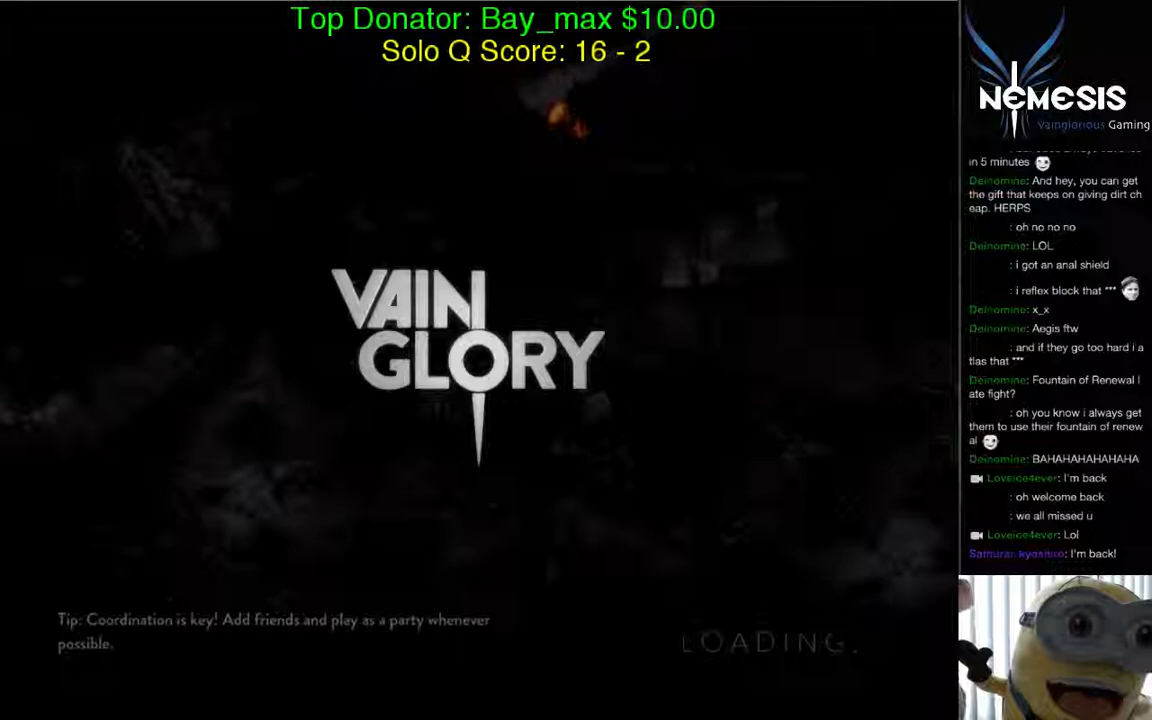 Top Donator: Bay_max $10.00
Solo Q Score: 16 - 2
NEMESIS
Vainglorious Gaming
in 5 minutes
Deinomine: And hey, you can get
the gift that keeps on giving dirt ch
eap. HERPS
: oh no no no
Deinomine: LOL
: i got an anal shield
: i reflex block that ***
Deinomine: x_x
Deinomine: Aegis ftw
: and if they go too hard i a
tlas that ***
Deinomine: Fountain of Renewal l
ate fight?
: oh you know i always get
them to use their fountain of renew
al
Deinomine: BAHAHAHAHAHAHA
: I'm back
: oh welcome back
: we all missed u
: Lol
: I'm back!
VAIN
GLORY
Tip: Coordination is key! Add friends and play as a party whenever
possible.
LOADING.